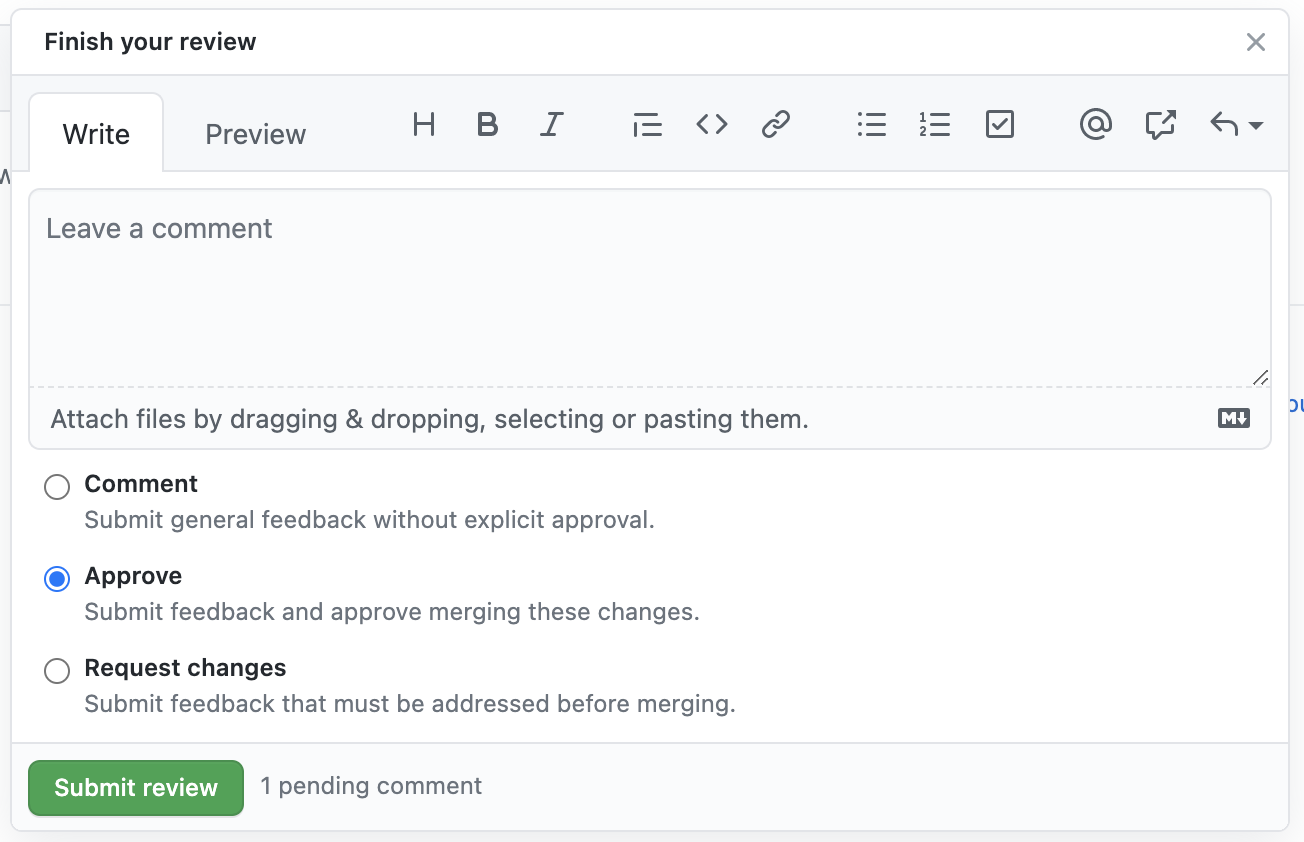 Finish your review
Write Preview
Leave a comment
Attach files by dragging & dropping, selecting or pasting them.
Comment
Submit general feedback without explicit approval.
Approve
Submit feedback and approve merging these changes.
Request changes
Submit feedback that must be addressed before merging.
Submit review 1 pending comment